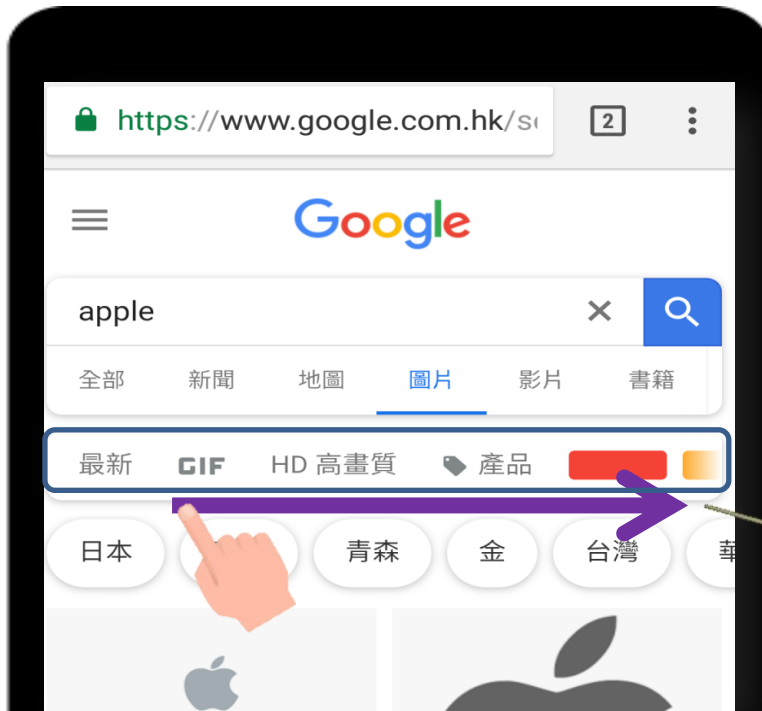 https://www.google.com.hk/se
2
Google
apple
全部 新聞 地圖 圖片 影片 書籍
最新 GIF HD 高畫質 產品
日本 青森 金 台灣